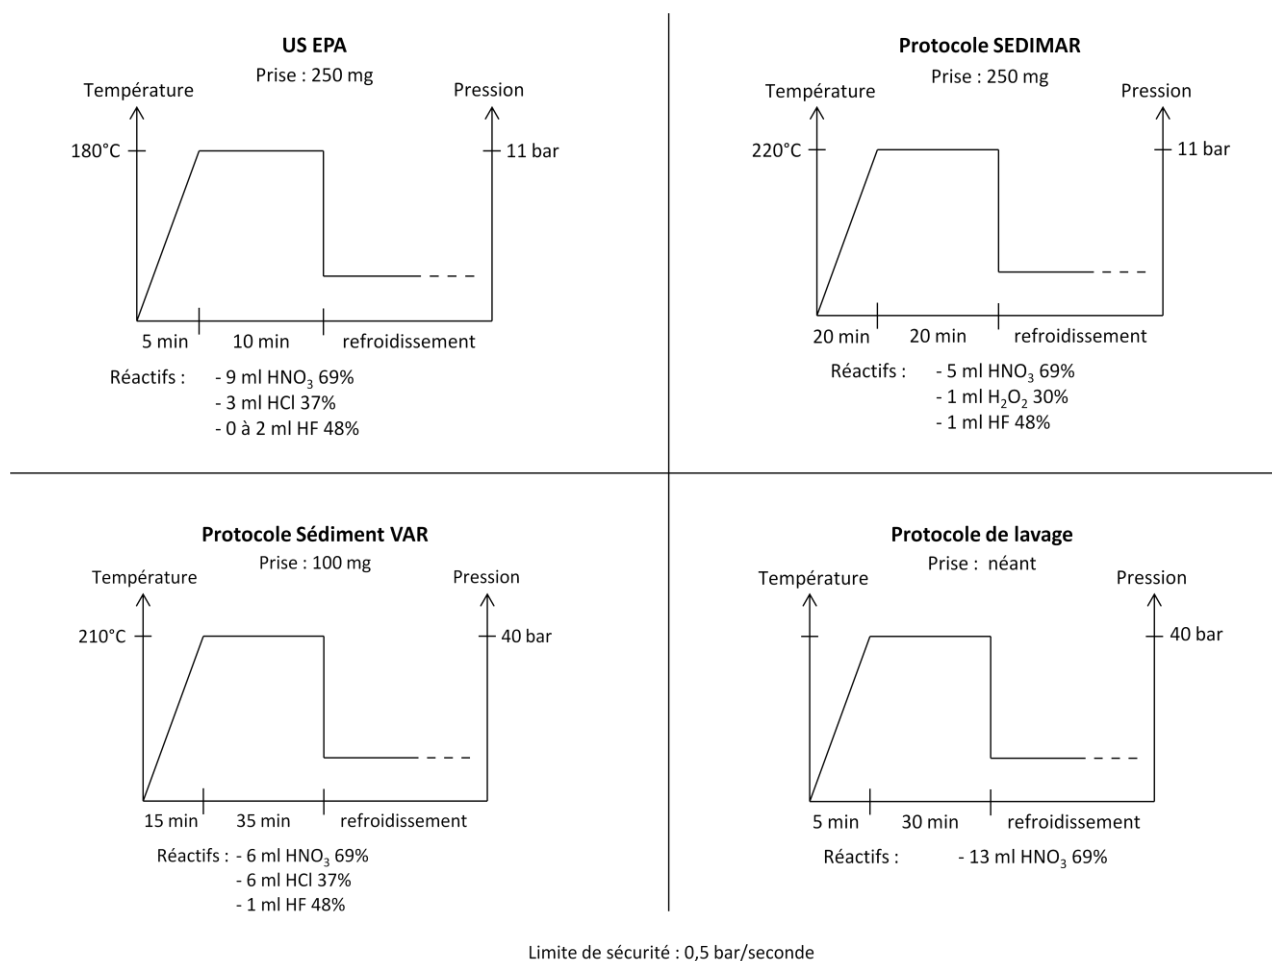 US EPA
Prise : 250 mg
Température
Pression
180°C
11 bar
5 min
10 min
refroidissement
Réactifs :
- 9 ml HNO₃ 69%
- 3 ml HCl 37%
- 0 à 2 ml HF 48%
Protocole SEDIMAR
Prise : 250 mg
Température
Pression
220°C
11 bar
20 min
20 min
refroidissement
Réactifs :
- 5 ml HNO₃ 69%
- 1 ml H₂O₂ 30%
- 1 ml HF 48%
Protocole Sédiment VAR
Prise : 100 mg
Température
Pression
210°C
40 bar
15 min
35 min
refroidissement
Réactifs : - 6 ml HNO₃ 69%
- 6 ml HCl 37%
- 1 ml HF 48%
Protocole de lavage
Prise : néant
Température
Pression
40 bar
5 min
30 min
refroidissement
Réactifs :
- 13 ml HNO₃ 69%
Limite de sécurité : 0,5 bar/seconde